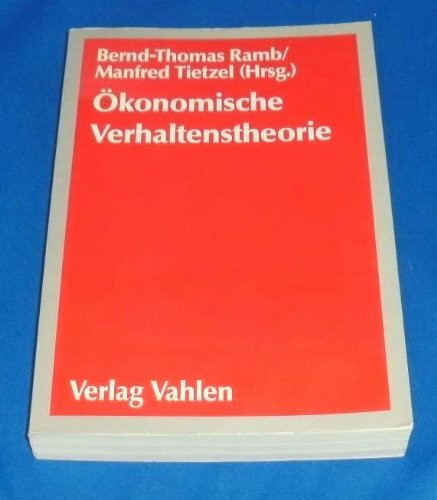 Bernd-Thomas Ramb/
Manfred Tietzel (Hrsg.)
Ökonomische
Verhaltenstheorie
Verlag Vahlen